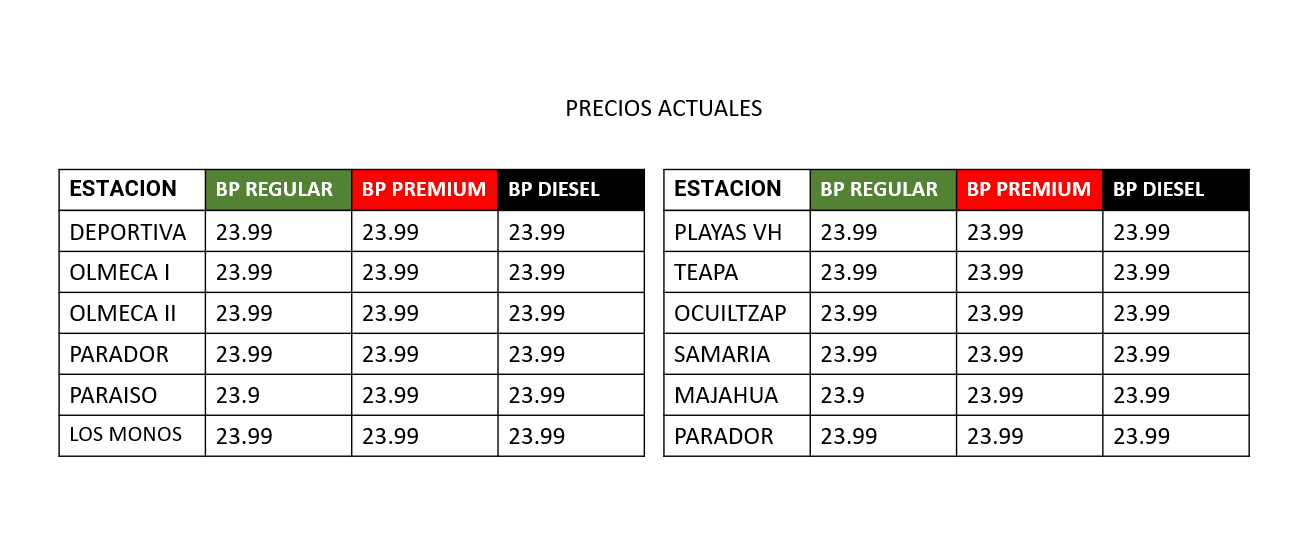 PRECIOS ACTUALES
ESTACION BP REGULAR BP PREMIUM BP DIESEL
DEPORTIVA 23.99 23.99 23.99
OLMECA I 23.99 23.99 23.99
OLMECA II 23.99 23.99 23.99
PARADOR 23.99 23.99 23.99
PARAISO 23.9 23.99 23.99
LOS MONOS 23.99 23.99 23.99
ESTACION BP REGULAR BP PREMIUM BP DIESEL
PLAYAS VH 23.99 23.99 23.99
TEAPA 23.99 23.99 23.99
OCUILTZAP 23.99 23.99 23.99
SAMARIA 23.99 23.99 23.99
MAJAHUA 23.9 23.99 23.99
PARADOR 23.99 23.99 23.99